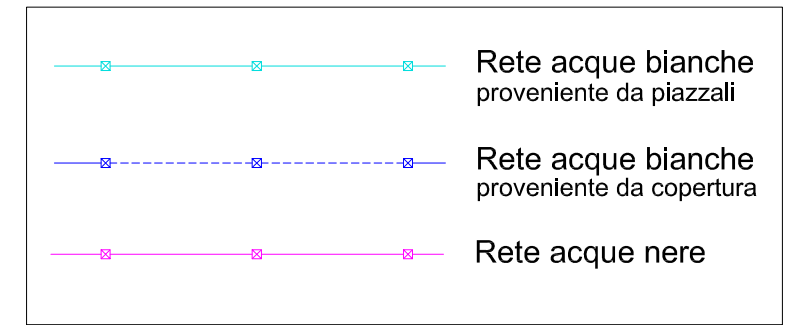 Rete acque bianche
proveniente da piazzali
Rete acque bianche
proveniente da copertura
Rete acque nere